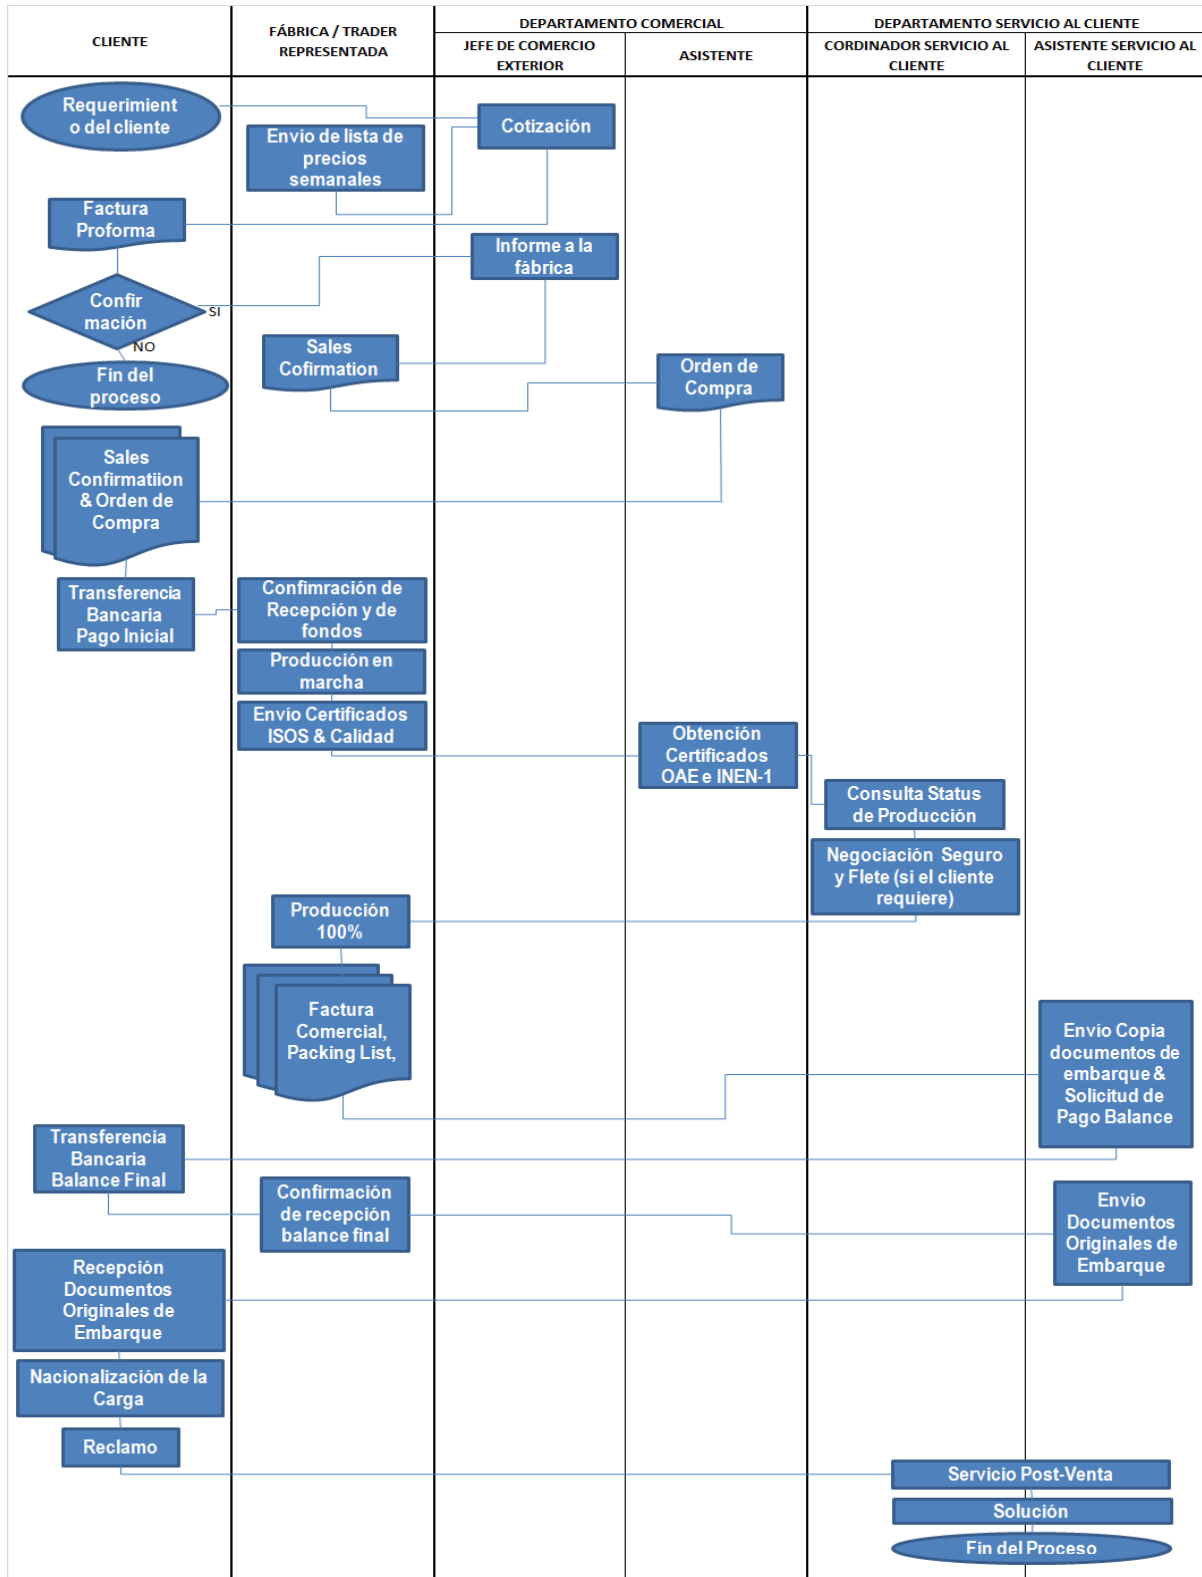 CLIENTE
FÁBRICA / TRADER
REPRESENTADA
DEPARTAMENTO COMERCIAL
JEFE DE COMERCIO
EXTERIOR
ASISTENTE
DEPARTAMENTO SERVICIO AL CLIENTE
CORDINADOR SERVICIO AL
CLIENTE
ASISTENTE SERVICIO AL
CLIENTE
Requerimient
o del cliente
Cotización
Envío de lista de
precios
semanales
Factura
Proforma
Informe a la
fábrica
Confir
mación
SI
NO
Sales
Cofirmation
Orden de
Compra
Fin del
proceso
Sales
Confirmatiion
& Orden de
Compra
Transferencia
Bancaria
Pago Inicial
Confimración de
Recepción y de
fondos
Producción en
marcha
Envío Certificados
ISOS & Calidad
Obtención
Certificados
OAE e INEN-1
Consulta Status
de Producción
Negociación Seguro
y Flete (si el cliente
requiere)
Producción
100%
Factura
Comercial,
Packing List,
Envío Copia
documentos de
embarque &
Solicitud de
Pago Balance
Transferencia
Bancaria
Balance Final
Confirmación
de recepción
balance final
Envío
Documentos
Originales de
Embarque
Recepción
Documentos
Originales de
Embarque
Nacionalización de la
Carga
Reclamo
Servicio Post-Venta
Solución
Fin del Proceso